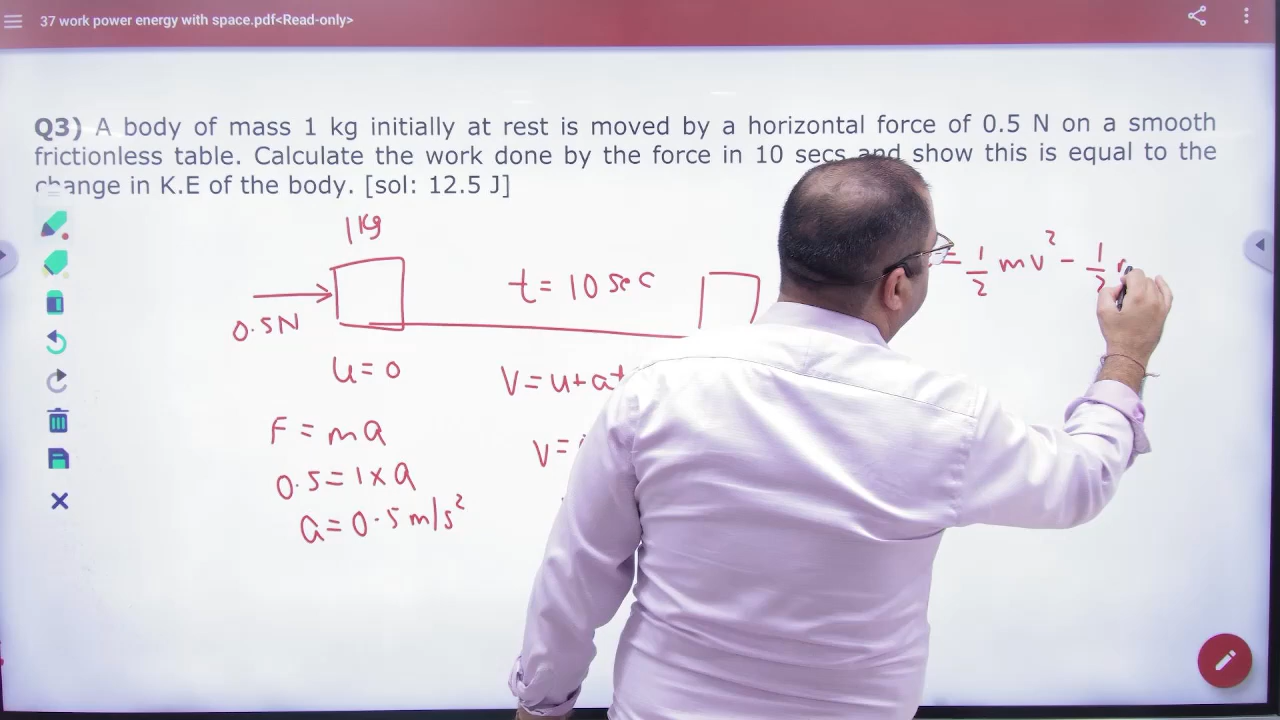 37 work power energy with space.pdf<Read-only>
Q3) A body of mass 1 kg initially at rest is moved by a horizontal force of 0.5 N on a smooth
frictionless table. Calculate the work done by the force in 10 secs and show this is equal to the
change in K.E of the body. [sol: 12.5 J]
1 Kg
t = 10 sec
0.5N
u = 0
V = u + at
F = ma
V =
0.5 = 1 x a
a = 0.5 m/s²
= 1/2 mv² - 1/2